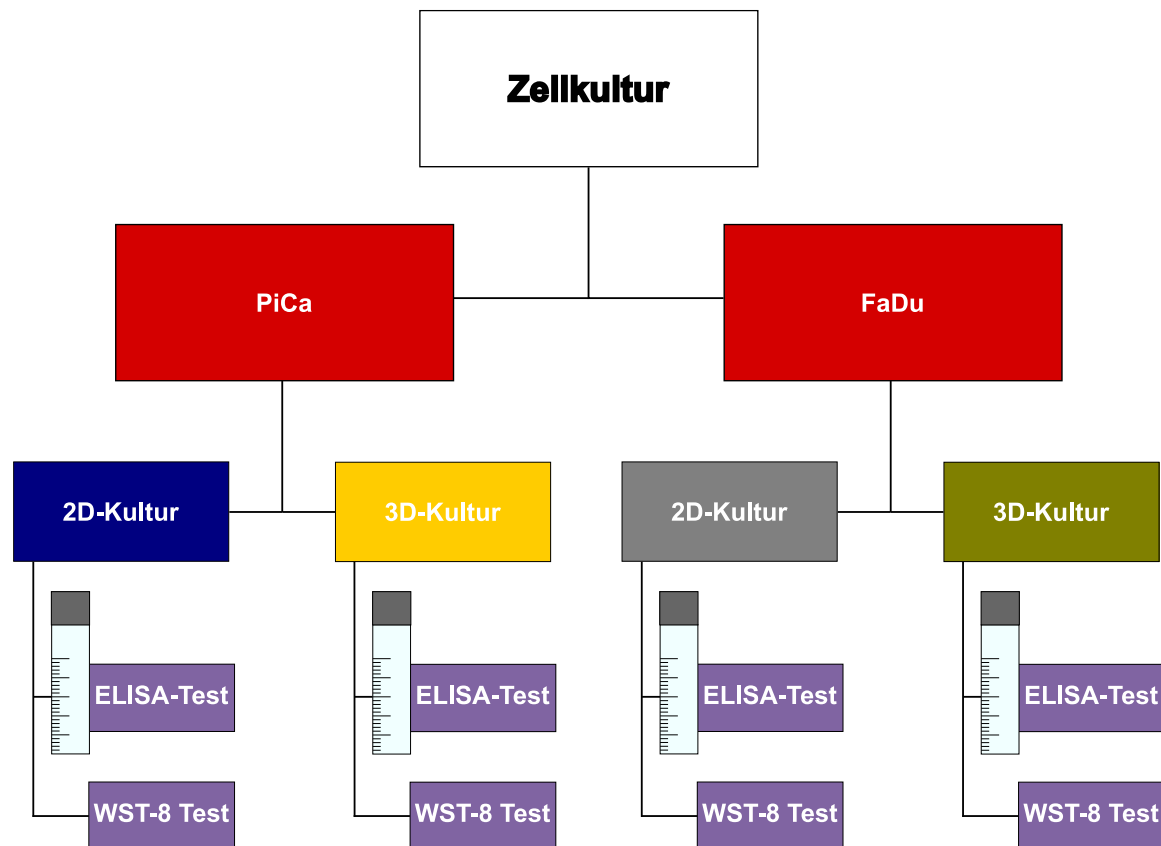 Zellkultur
PiCa
FaDu
2D-Kultur
3D-Kultur
2D-Kultur
3D-Kultur
ELISA-Test
ELISA-Test
ELISA-Test
ELISA-Test
WST-8 Test
WST-8 Test
WST-8 Test
WST-8 Test